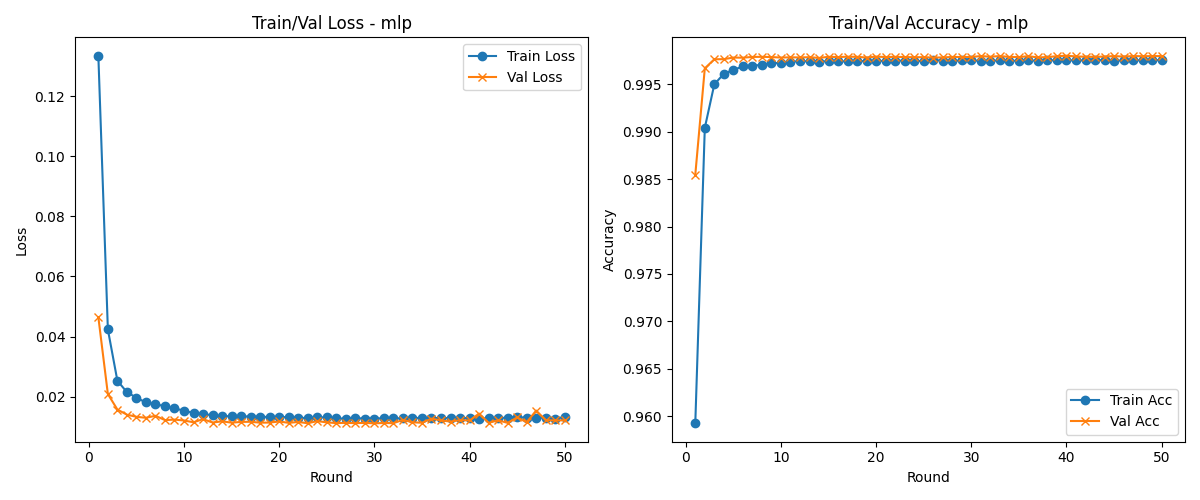 Train/Val Loss - mlp
Loss
0.12
0.10
0.08
0.06
0.04
0.02
0
10
20
30
40
50
Round
Train Loss
Val Loss
Train/Val Accuracy - mlp
Accuracy
0.995
0.990
0.985
0.980
0.975
0.970
0.965
0.960
0
10
20
30
40
50
Round
Train Acc
Val Acc